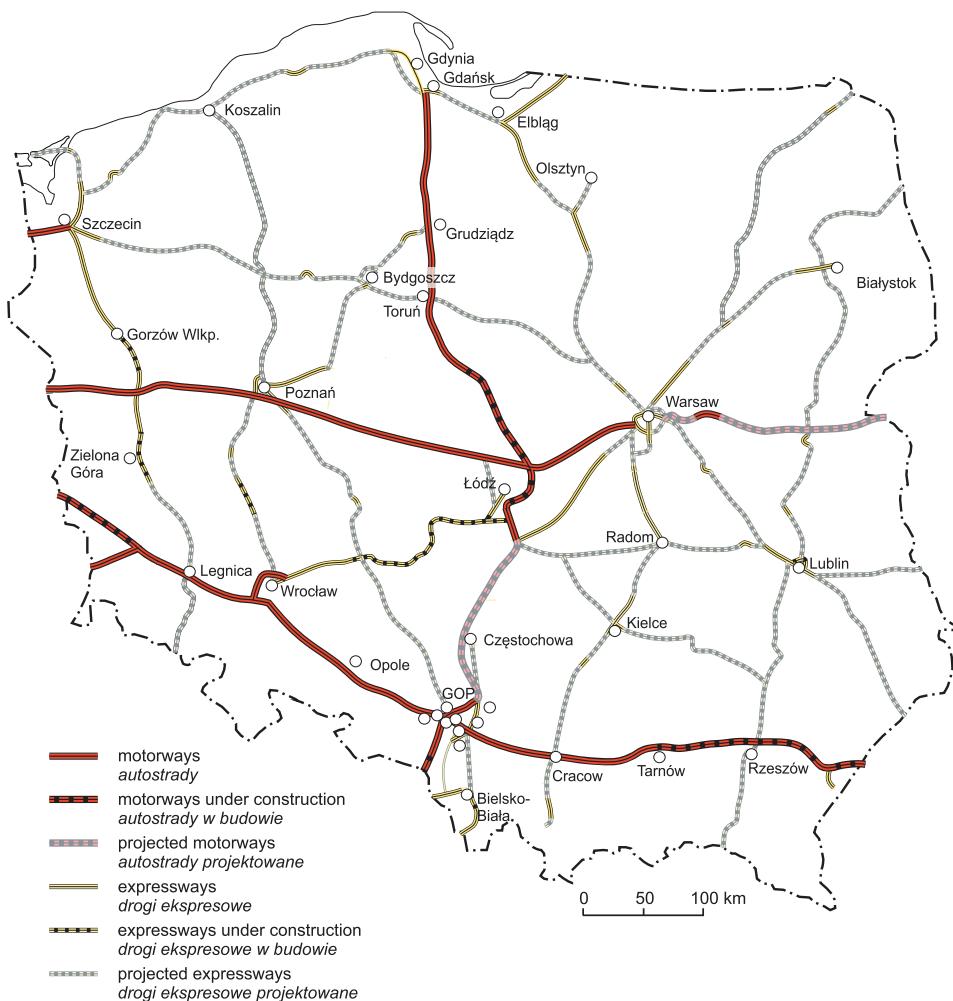 Gdynia
Gdańsk
Koszalin
Elbląg
Olsztyn
Szczecin
Grudziądz
Bydgoszcz
Białystok
Toruń
Gorzów Wlkp.
Poznań
Warsaw
Zielona
Góra
Łódź
Radom
Legnica
Lublin
Wrocław
Kielce
Częstochowa
Opole
GOP
motorways
autostrady
Cracow
Tarnów
Rzeszów
motorways under construction
autostrady w budowie
Bielsko-
Biała
projected motorways
autostrady projektowane
expressways
drogi ekspresowe
0 50 100 km
expressways under construction
drogi ekspresowe w budowie
projected expressways
drogi ekspresowe projektowane